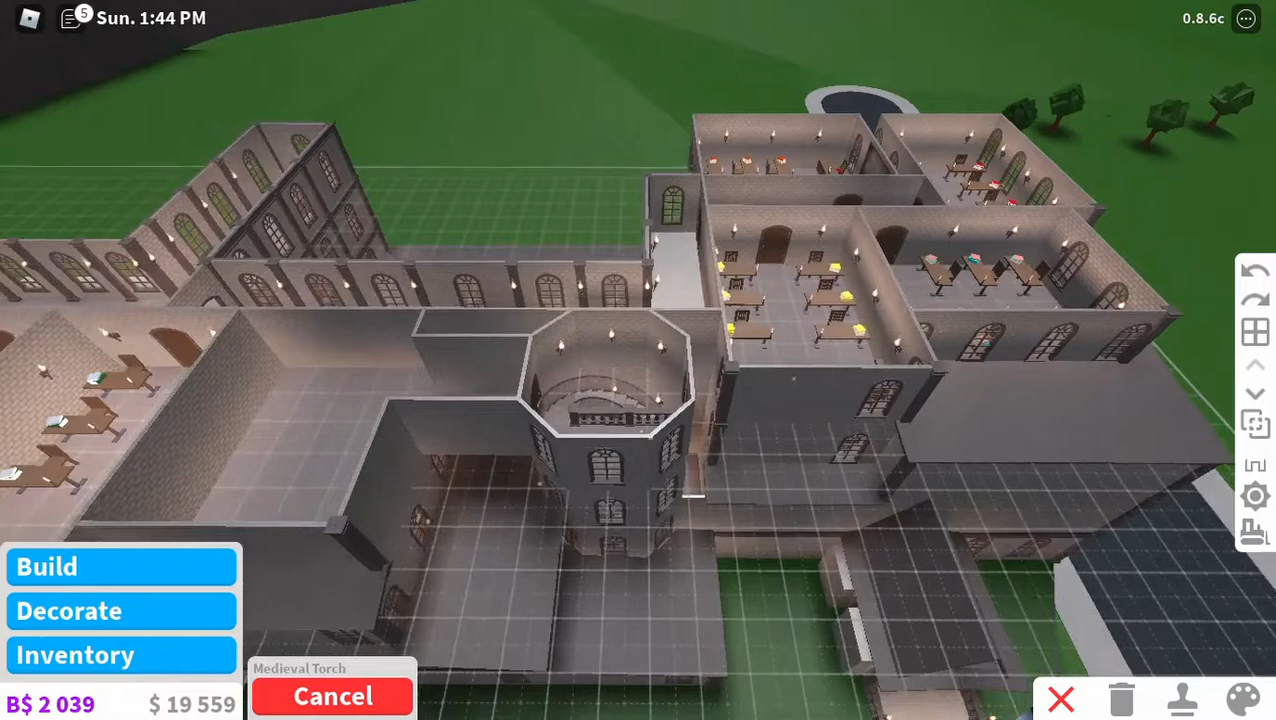 5
Sun. 1:44 PM
0.8.6c
Build
Decorate
Inventory
Medieval Torch
Cancel
B$ 2 039
$ 19 559